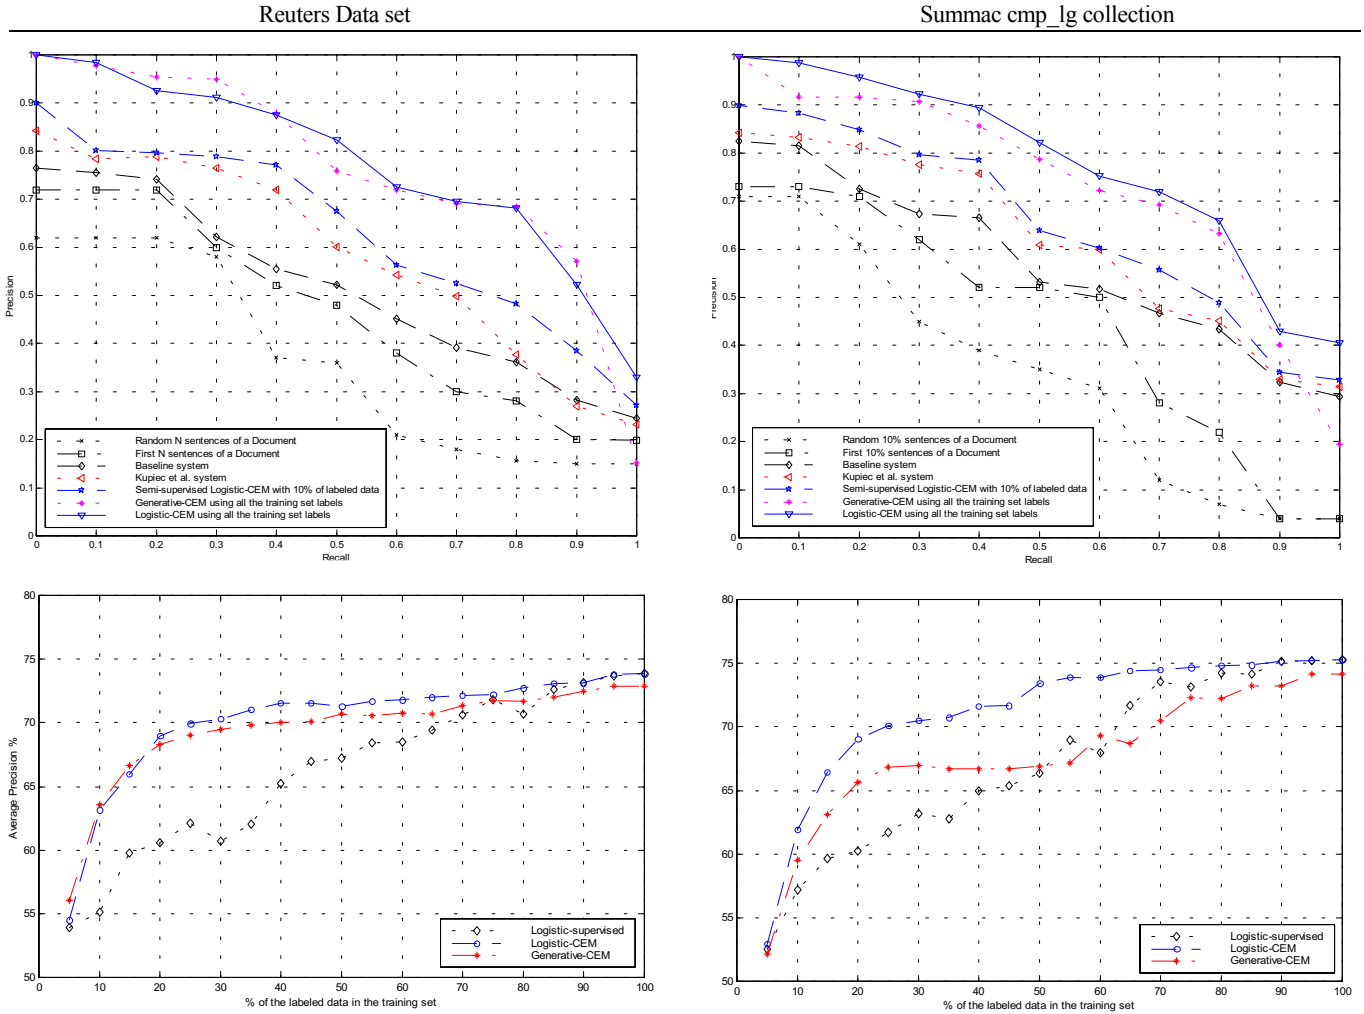 Reuters Data set
Summac cmp_lg collection
1
0.9
0.8
0.7
0.6
0.5
0.4
0.3
0.2
0.1
0
Precision
Random N sentences of a Document
First N sentences of a Document
Baseline system
Kupiec et al. system
Semi-supervised Logistic-CEM with 10% of labeled data
Generative-CEM using all the training set labels
Logistic-CEM using all the training set labels
0 0.1 0.2 0.3 0.4 0.5 0.6 0.7 0.8 0.9 1
Recall
1
0.9
0.8
0.7
0.6
0.5
0.4
0.3
0.2
0.1
0
Precision
Random 10% sentences of a Document
First 10% sentences of a Document
Baseline system
Kupiec et al. system
Semi-supervised Logistic-CEM with 10% of labeled data
Generative-CEM using all the training set labels
Logistic-CEM using all the training set labels
0 0.1 0.2 0.3 0.4 0.5 0.6 0.7 0.8 0.9 1
Recall
80
75
70
65
60
55
50
Average Precision %
Logistic-supervised
Logistic-CEM
Generative-CEM
0 10 20 30 40 50 60 70 80 90 100
% of the labeled data in the training set
80
75
70
65
60
55
50
Logistic-supervised
Logistic-CEM
Generative-CEM
0 10 20 30 40 50 60 70 80 90 100
% of the labeled data in the training set